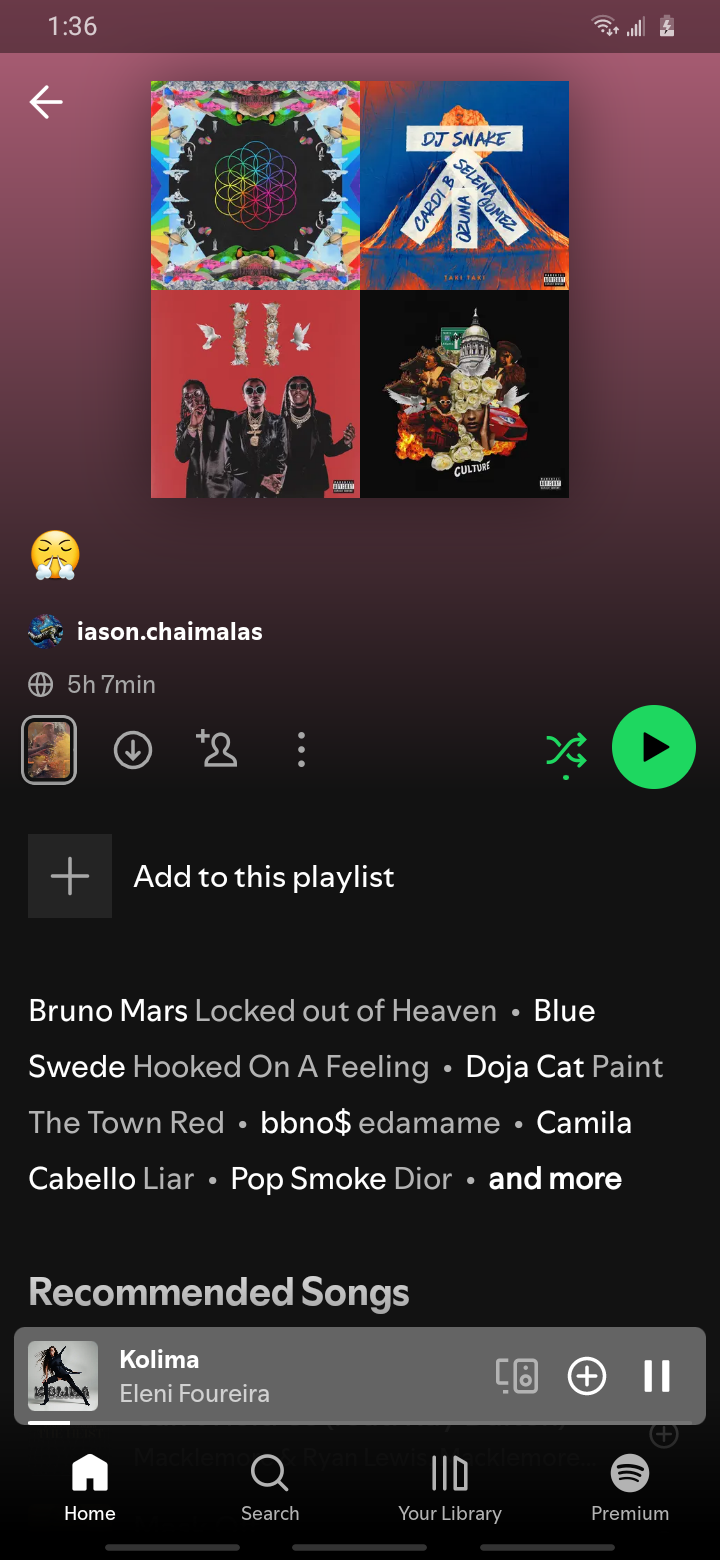 1:36
DJ SNAKE
SELENA GOMEZ
CARDI B
OZUNA
TAKI TAKI
CULTURE
iason.chaimalas
5h 7min
Add to this playlist
Bruno Mars Locked out of Heaven • Blue
Swede Hooked On A Feeling • Doja Cat Paint
The Town Red • bbno$ edamame • Camila
Cabello Liar • Pop Smoke Dior • and more
Recommended Songs
KOLIMA
Kolima
Eleni Foureira
Macklemore & Ryan Lewis, Macklemore...
Home
Search
Your Library
Premium